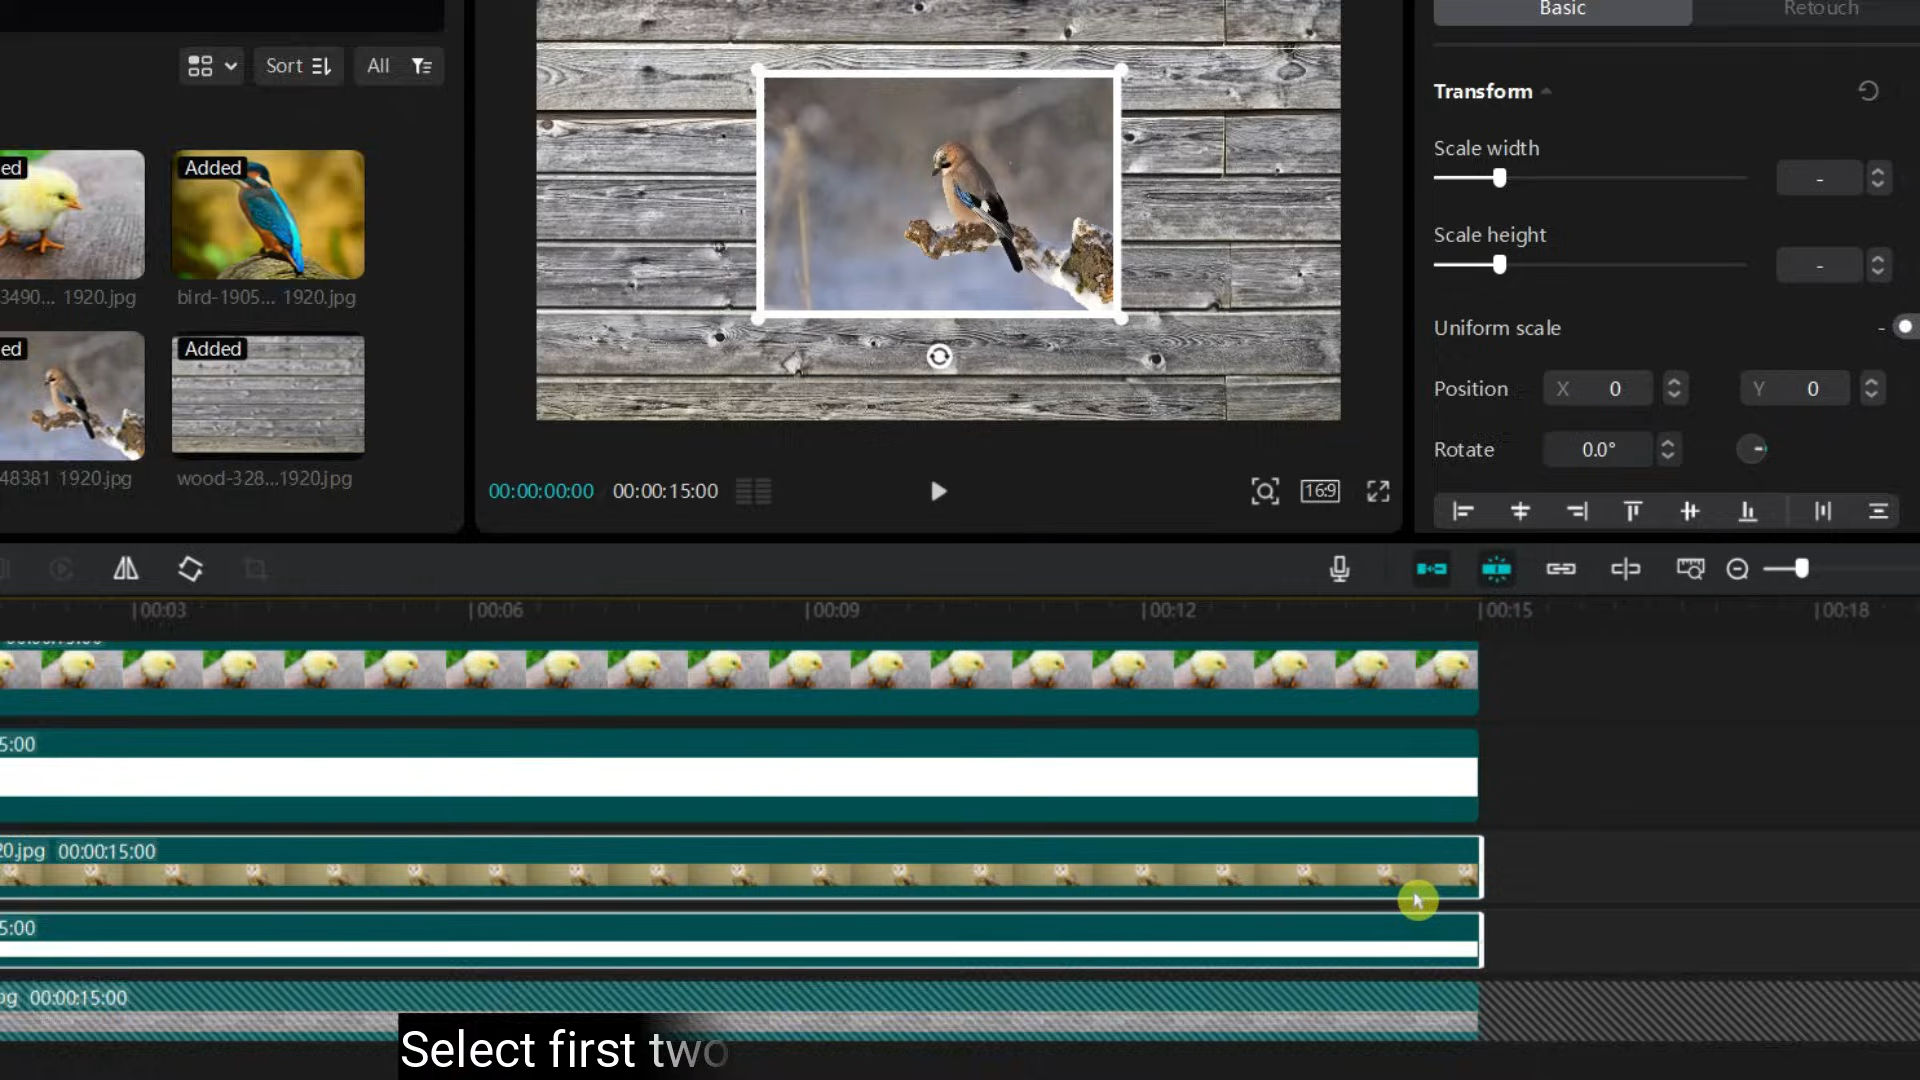 Basic
Retouch
Sort
All
Transform
Scale width
-
Scale height
-
Uniform scale
-
Position X 0 Y 0
Rotate 0.0°
ed
Added
3490... 1920.jpg
bird-1905... 1920.jpg
ed
Added
48381 1920.jpg
wood-328...1920.jpg
00:00:00:00 00:00:15:00
16:9
00:03 00:06 00:09 00:12 00:15 00:18
5:00
20.jpg 00:00:15:00
5:00
pg 00:00:15:00
Select first two